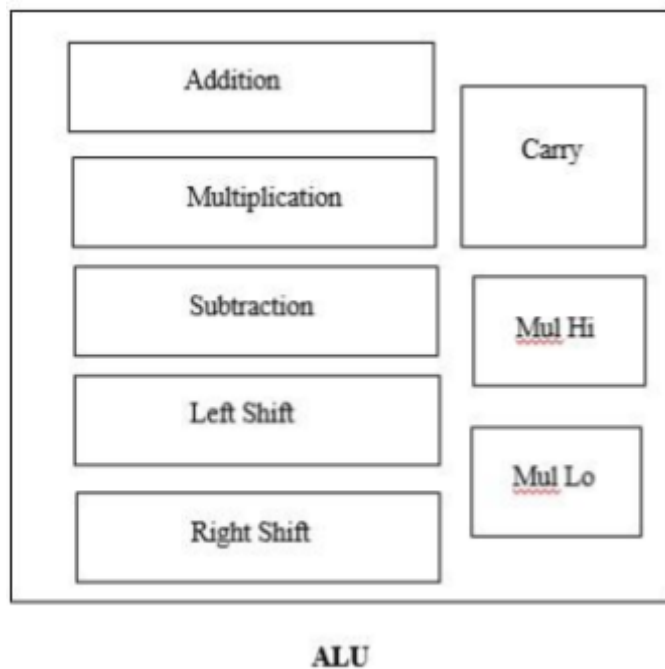 Addition
Carry
Multiplication
Subtraction
Mul Hi
Left Shift
Mul Lo
Right Shift
ALU